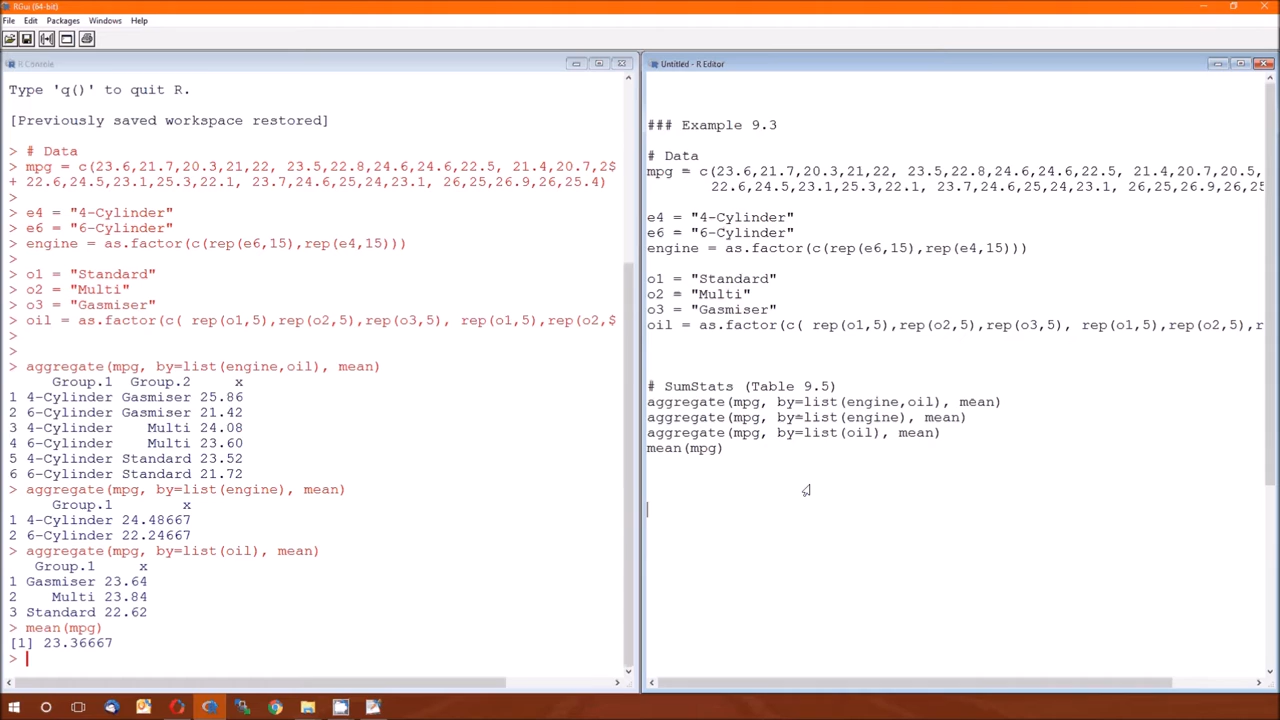 RGui (64-bit)
File Edit Packages Windows Help
R Console
Type 'q()' to quit R.
[Previously saved workspace restored]
> # Data
> mpg = c(23.6,21.7,20.3,21,22, 23.5,22.8,24.6,24.6,22.5, 21.4,20.7,2$
+ 22.6,24.5,23.1,25.3,22.1, 23.7,24.6,25,24,23.1, 26,25,26.9,26,25.4)
>
> e4 = "4-Cylinder"
> e6 = "6-Cylinder"
> engine = as.factor(c(rep(e6,15),rep(e4,15)))
>
> o1 = "Standard"
> o2 = "Multi"
> o3 = "Gasmiser"
> oil = as.factor(c( rep(o1,5),rep(o2,5),rep(o3,5), rep(o1,5),rep(o2,$
>
>
> aggregate(mpg, by=list(engine,oil), mean)
Group.1 Group.2 x
1 4-Cylinder Gasmiser 25.86
2 6-Cylinder Gasmiser 21.42
3 4-Cylinder Multi 24.08
4 6-Cylinder Multi 23.60
5 4-Cylinder Standard 23.52
6 6-Cylinder Standard 21.72
> aggregate(mpg, by=list(engine), mean)
Group.1 x
1 4-Cylinder 24.48667
2 6-Cylinder 22.24667
> aggregate(mpg, by=list(oil), mean)
Group.1 x
1 Gasmiser 23.64
2 Multi 23.84
3 Standard 22.62
> mean(mpg)
[1] 23.36667
>
Untitled - R Editor
### Example 9.3
# Data
mpg = c(23.6,21.7,20.3,21,22, 23.5,22.8,24.6,24.6,22.5, 21.4,20.7,20.5,
22.6,24.5,23.1,25.3,22.1, 23.7,24.6,25,24,23.1, 26,25,26.9,26,25
e4 = "4-Cylinder"
e6 = "6-Cylinder"
engine = as.factor(c(rep(e6,15),rep(e4,15)))
o1 = "Standard"
o2 = "Multi"
o3 = "Gasmiser"
oil = as.factor(c( rep(o1,5),rep(o2,5),rep(o3,5), rep(o1,5),rep(o2,5),r
# SumStats (Table 9.5)
aggregate(mpg, by=list(engine,oil), mean)
aggregate(mpg, by=list(engine), mean)
aggregate(mpg, by=list(oil), mean)
mean(mpg)